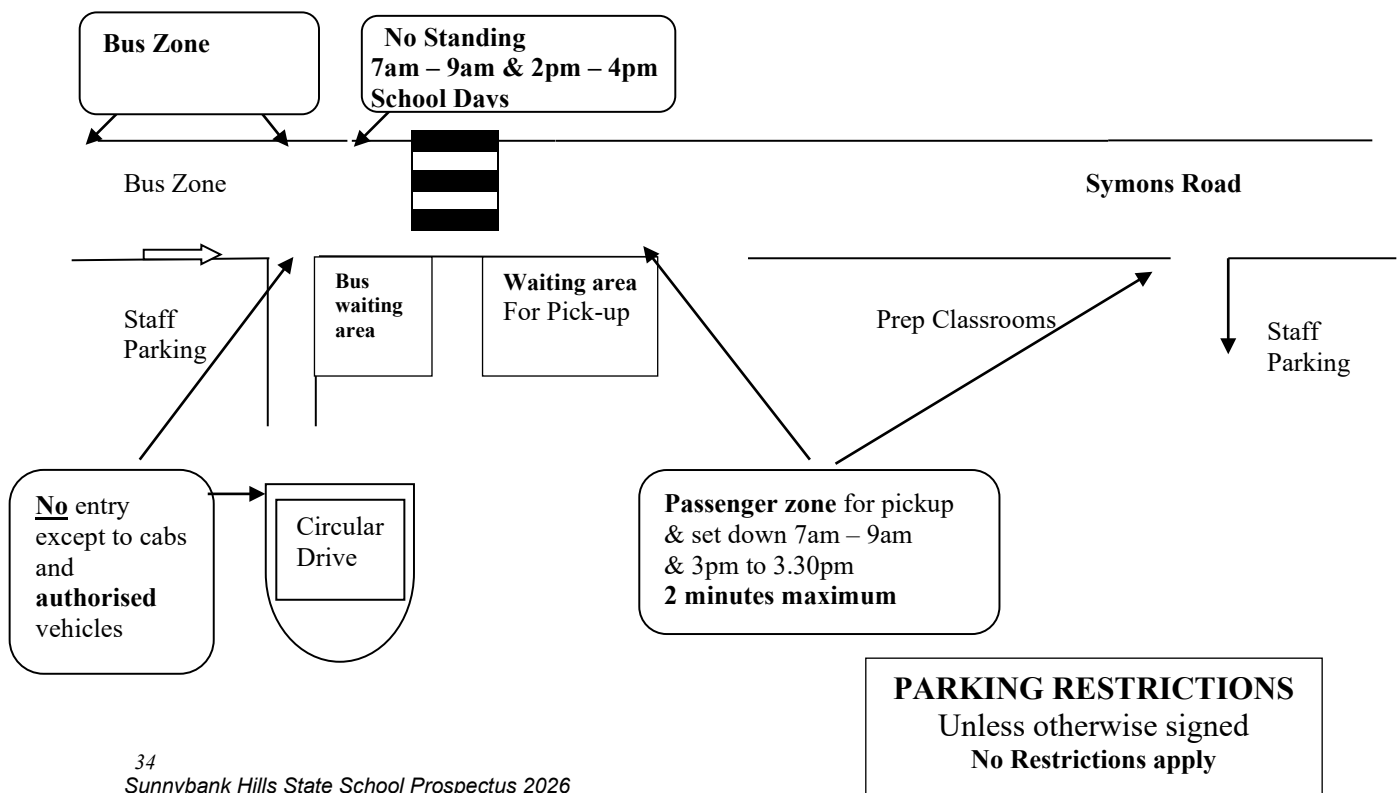 Bus Zone
No Standing
7am – 9am & 2pm – 4pm
School Days
Bus Zone
Symons Road
Bus
waiting
area
Waiting area
For Pick-up
Staff
Parking
Prep Classrooms
Staff
Parking
No entry
except to cabs
and
authorised
vehicles
Circular
Drive
Passenger zone for pickup
& set down 7am – 9am
& 3pm to 3.30pm
2 minutes maximum
PARKING RESTRICTIONS
Unless otherwise signed
No Restrictions apply
34
Sunnybank Hills State School Prospectus 2026